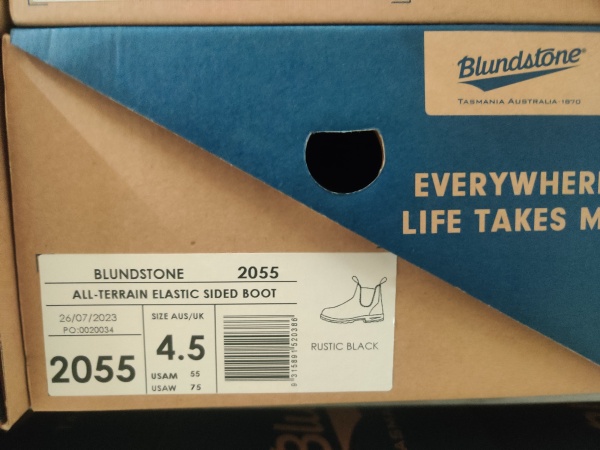 Blundstone®
TASMANIA AUSTRALIA·1870
EVERYWHER
LIFE TAKES M
BLUNDSTONE 2055
ALL-TERRAIN ELASTIC SIDED BOOT
26/07/2023
PO:0020034
2055
SIZE AUS/UK
4.5
USAM 55
USAW 75
RUSTIC BLACK